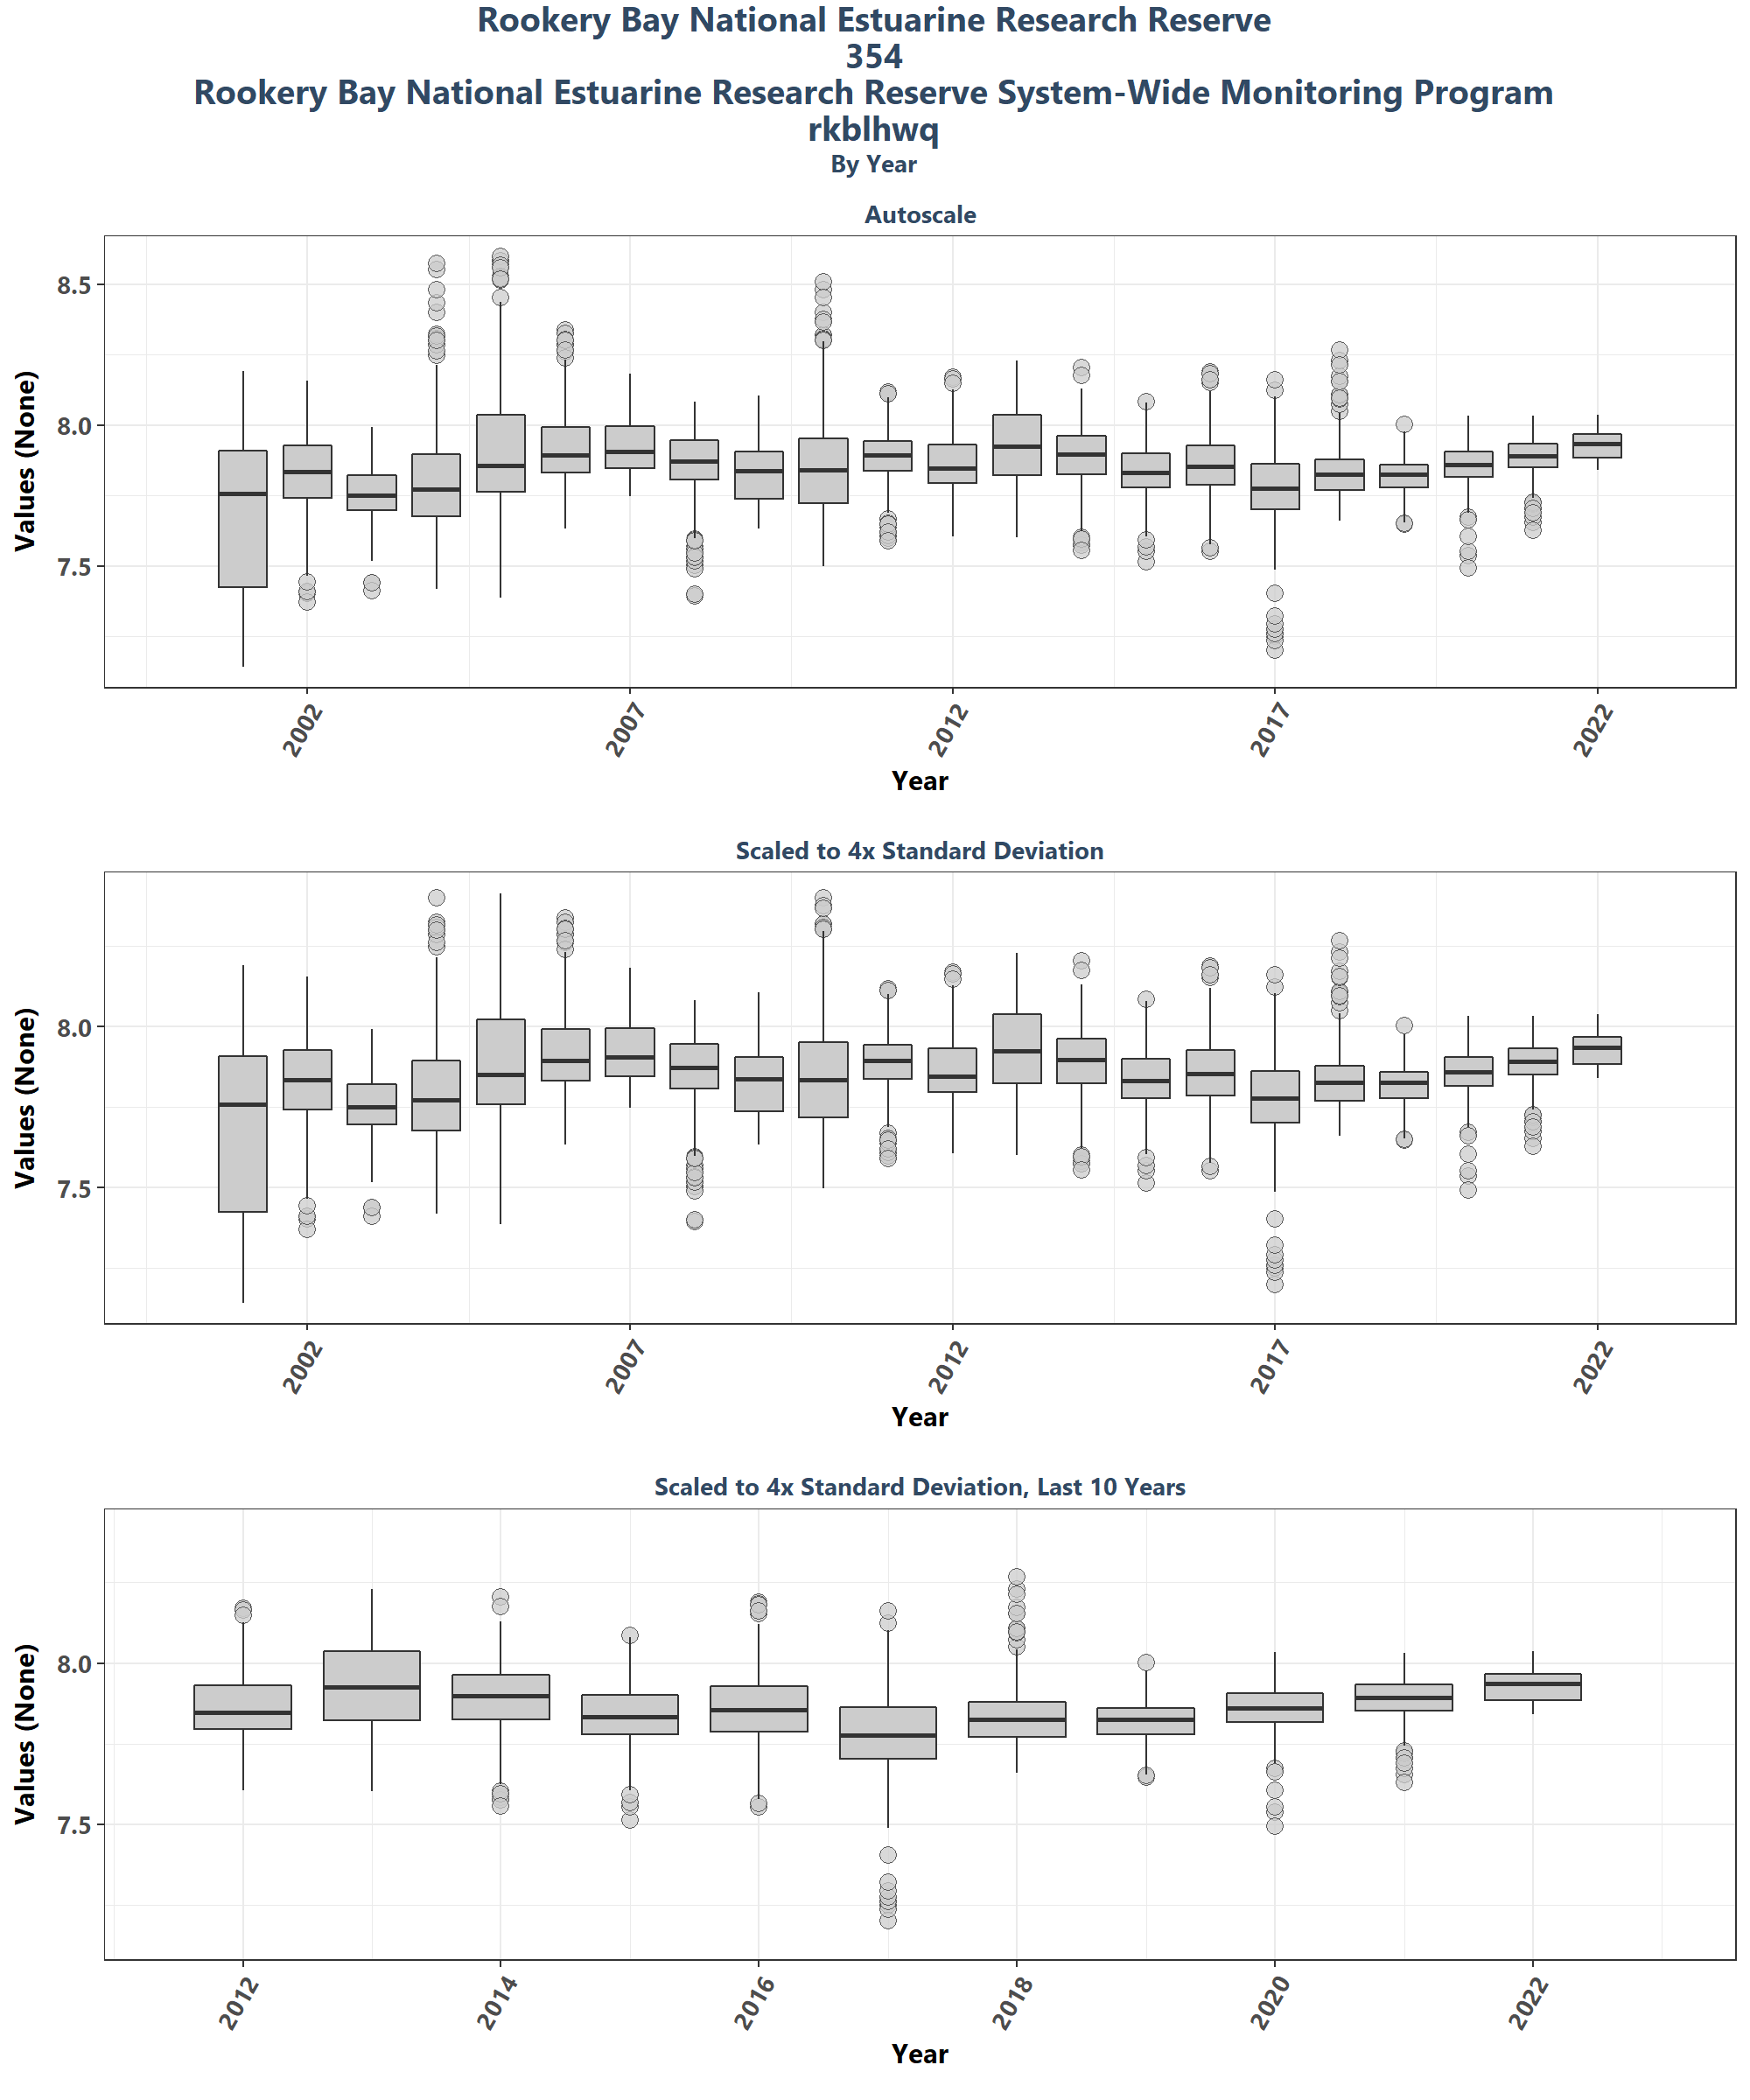 Rookery Bay National Estuarine Research Reserve
354
Rookery Bay National Estuarine Research Reserve System-Wide Monitoring Program
rkblhwq
By Year
Autoscale
Values (None)
8.5
8.0
7.5
2002 2007 2012 2017 2022
Year
Scaled to 4x Standard Deviation
Values (None)
8.0
7.5
2002 2007 2012 2017 2022
Year
Scaled to 4x Standard Deviation, Last 10 Years
Values (None)
8.0
7.5
2012 2014 2016 2018 2020 2022
Year